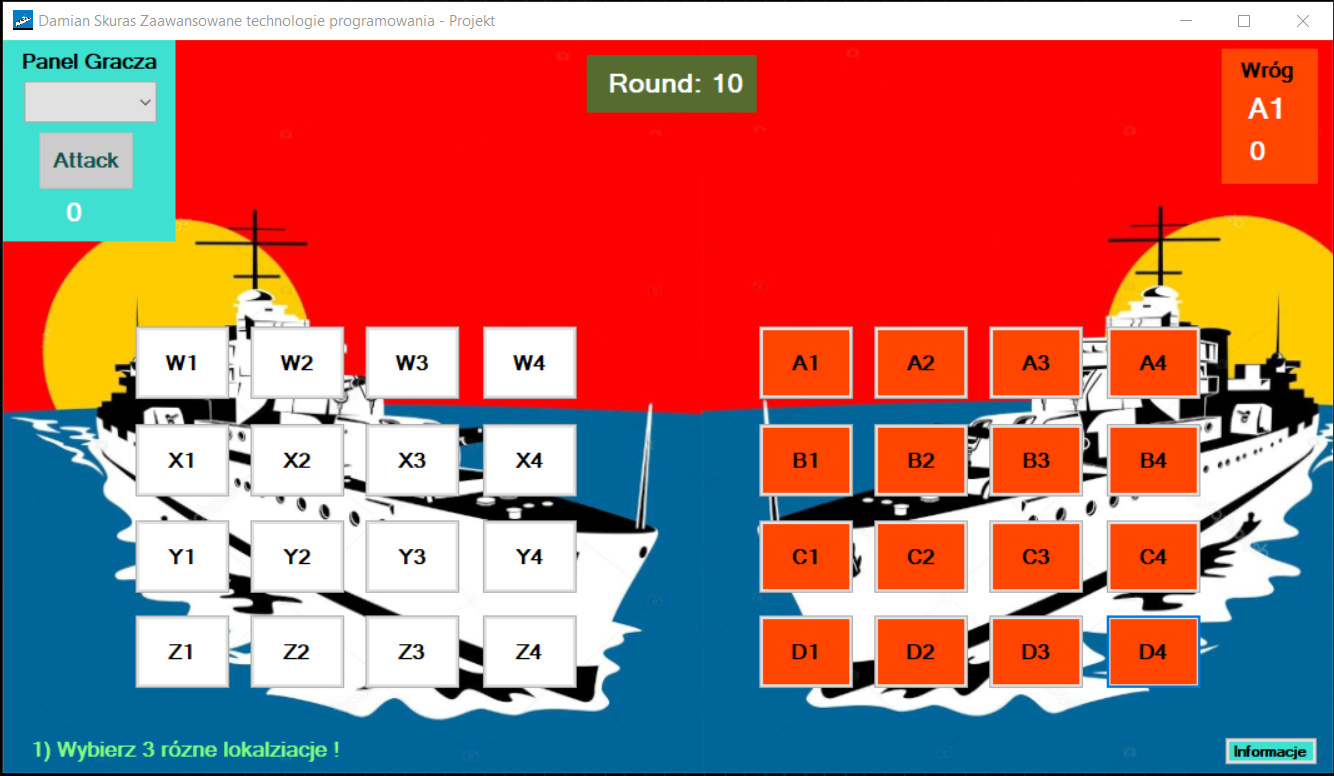 Damian Skuras Zaawansowane technologie programowania - Projekt
Panel Gracza
Attack
0
Round: 10
Wróg
A1
0
W1 W2 W3 W4
X1 X2 X3 X4
Y1 Y2 Y3 Y4
Z1 Z2 Z3 Z4
A1 A2 A3 A4
B1 B2 B3 B4
C1 C2 C3 C4
D1 D2 D3 D4
1) Wybierz 3 rózne lokalziacje !
Informacje